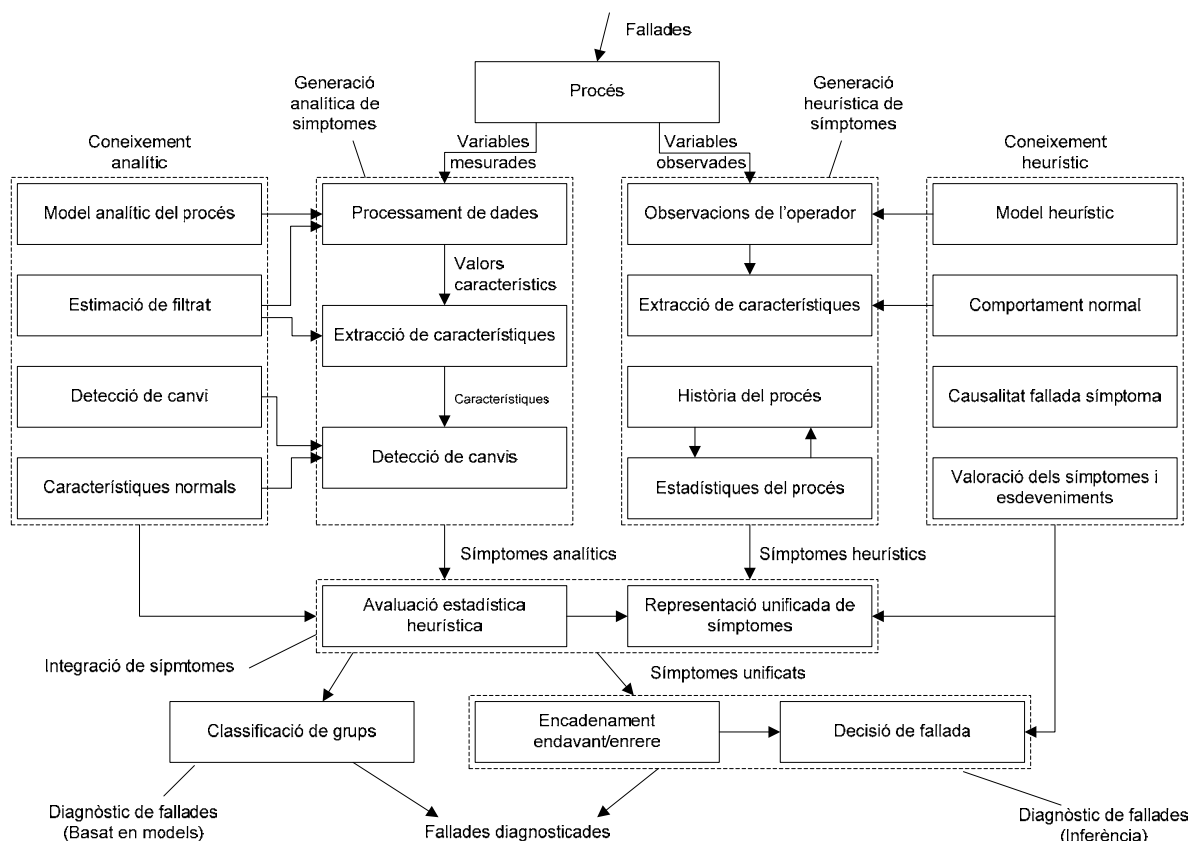 Fallades
Procés
Generació
analítica de
simptomes
Generació
heurística de
símptomes
Coneixement
analític
Variables
mesurades
Variables
observades
Coneixement
heurístic
Model analític del procés
Processament de dades
Observacions de l'operador
Model heurístic
Valors
característics
Estimació de filtrat
Extracció de característiques
Extracció de característiques
Comportament normal
Detecció de canvi
Característiques
Història del procés
Causalitat fallada símptoma
Detecció de canvis
Característiques normals
Estadístiques del procés
Valoració dels símptomes i
esdeveniments
Símptomes analítics
Símptomes heurístics
Avaluació estadística
heurística
Representació unificada de
símptomes
Integració de sípmtomes
Símptomes unificats
Classificació de grups
Encadenament
endavant/enrere
Decisió de fallada
Diagnòstic de fallades
(Basat en models)
Fallades diagnosticades
Diagnòstic de fallades
(Inferència)